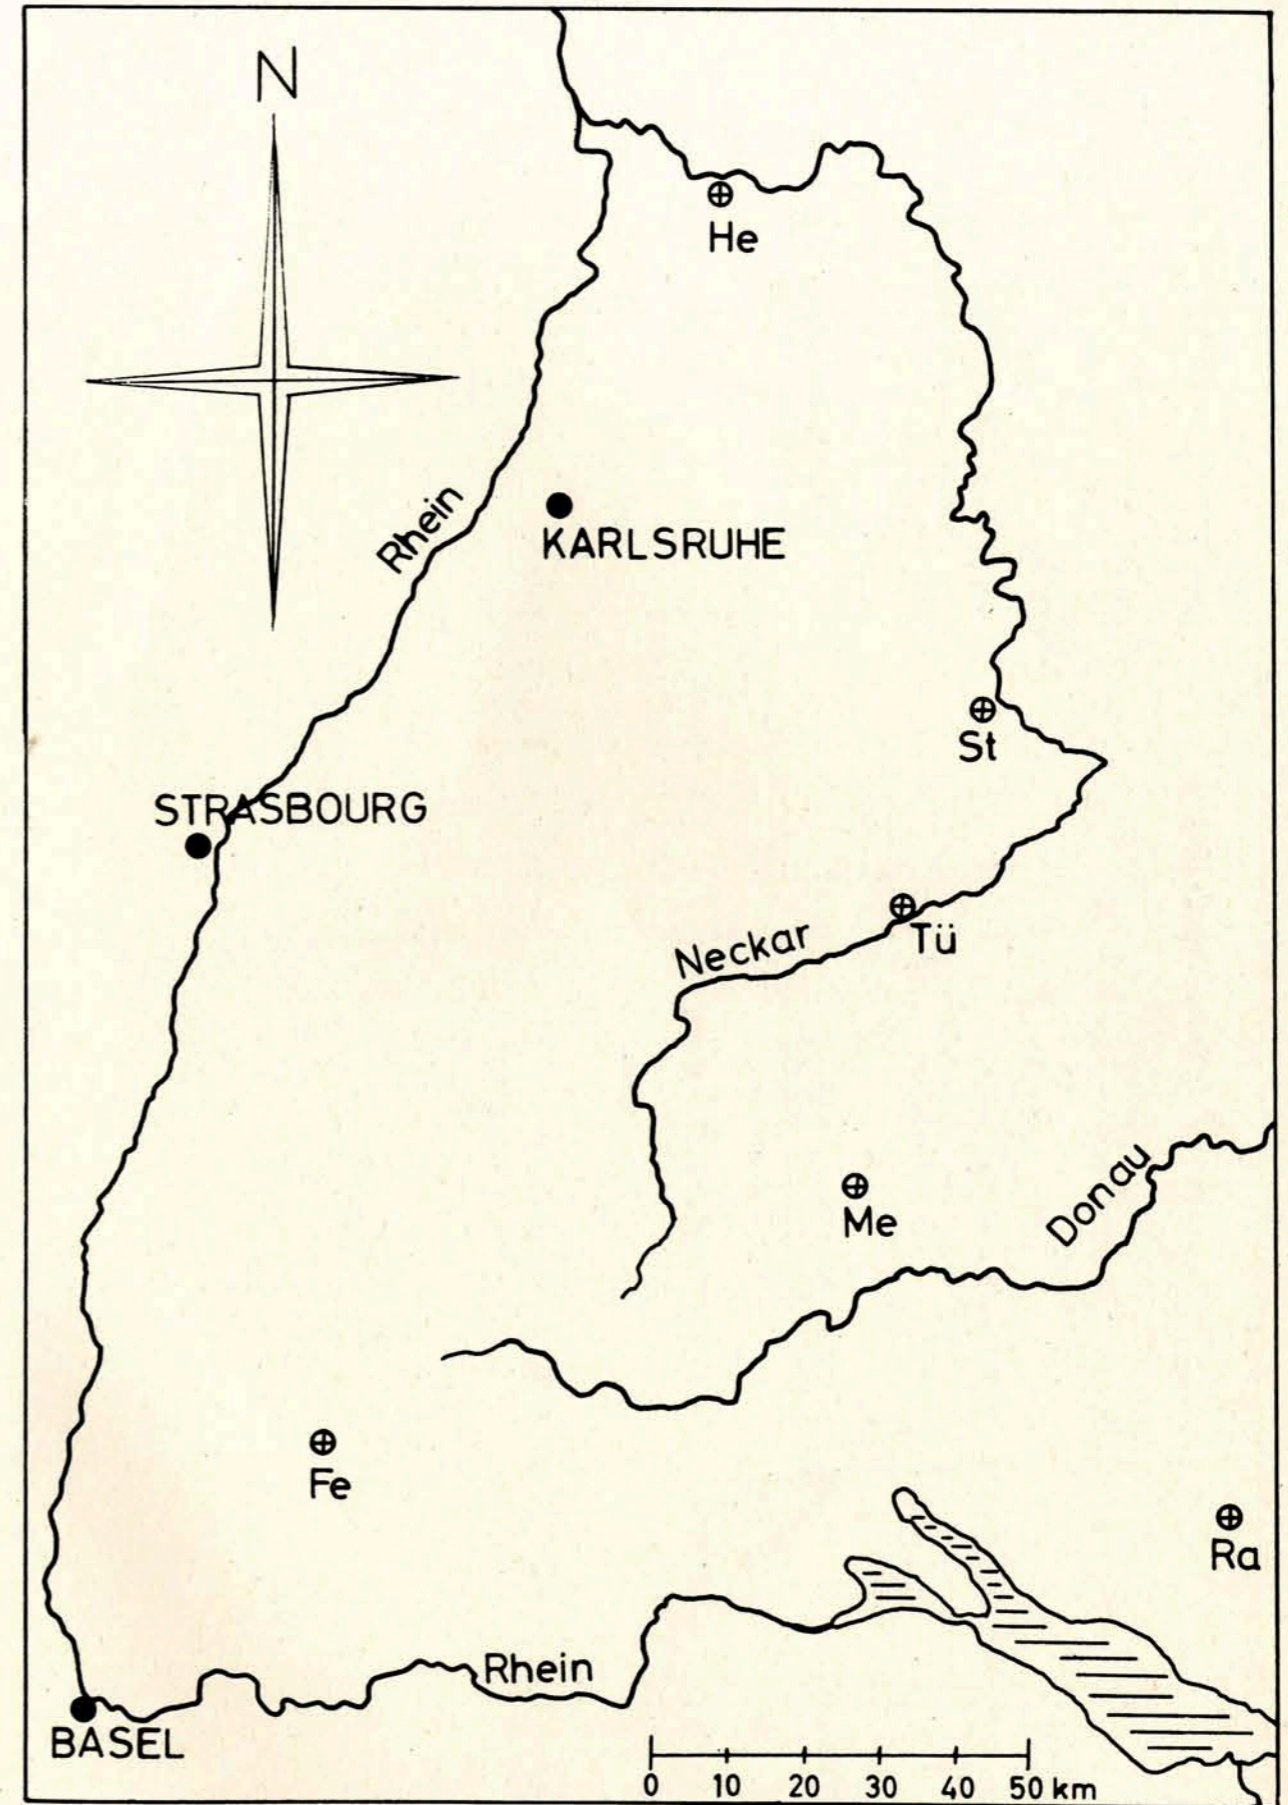 N
He
Rhein
KARLSRUHE
St
STRASBOURG
Neckar
Tü
Donau
Me
Fe
Ra
Rhein
BASEL
0 10 20 30 40 50 km